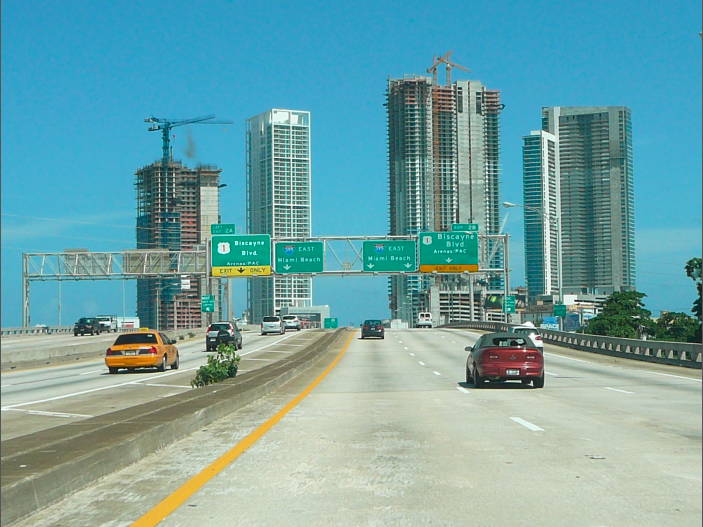 EXIT 2A
1 Biscayne
Blvd.
Arenas/PAC
EXIT ONLY
EAST
Miami Beach
EAST
Miami Beach
EXIT 2B
1 Biscayne
Blvd.
Arenas/PAC
EXIT ONLY